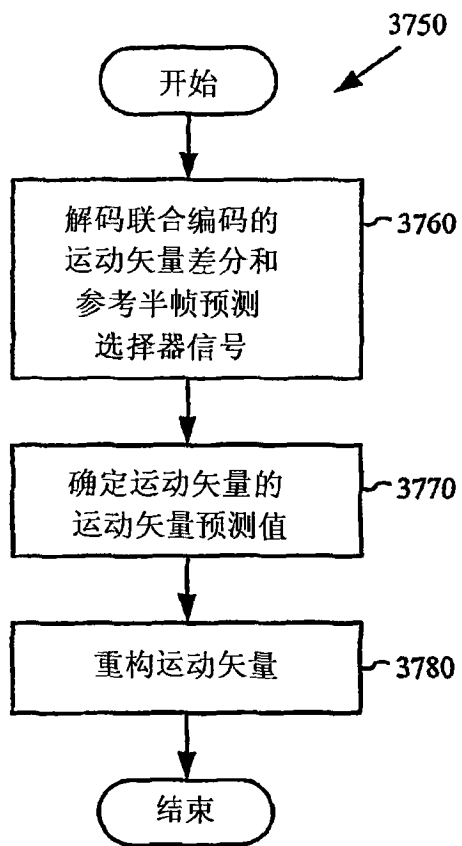 3750
开始
解码联合编码的
运动矢量差分和
参考半帧预测
选择器信号
3760
确定运动矢量的
运动矢量预测值
3770
重构运动矢量
3780
结束